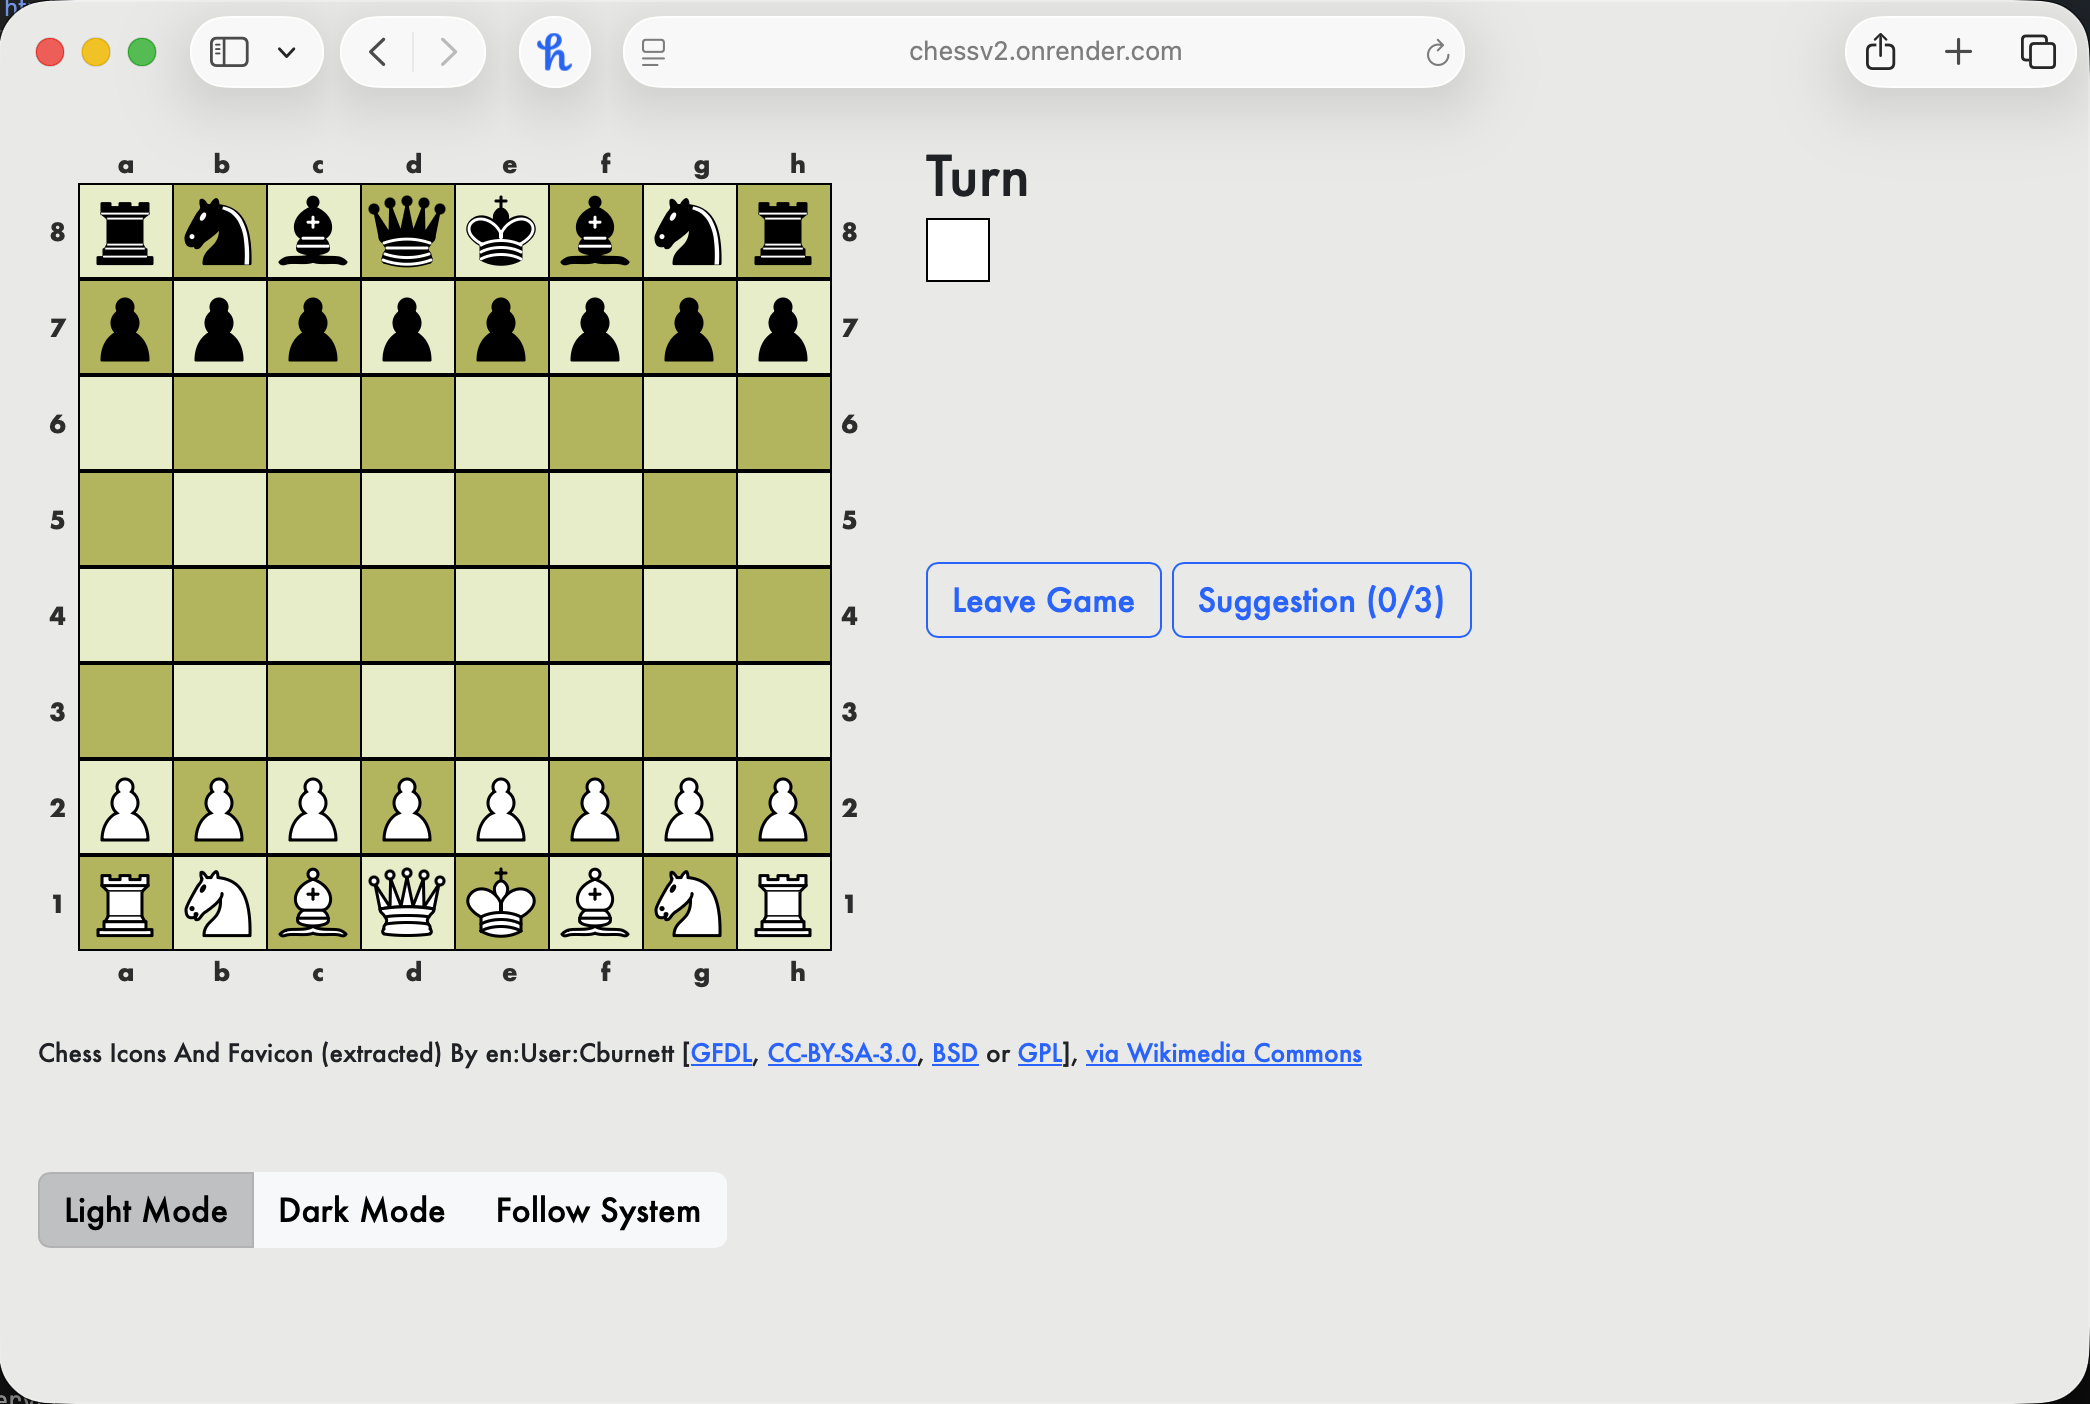 chessv2.onrender.com
a b c d e f g h
Turn
8 8
7 7
6 6
5 5
4 4
Leave Game Suggestion (0/3)
3 3
2 2
1 1
a b c d e f g h
Chess Icons And Favicon (extracted) By en:User:Cburnett [GFDL, CC-BY-SA-3.0, BSD or GPL], via Wikimedia Commons
Light Mode Dark Mode Follow System